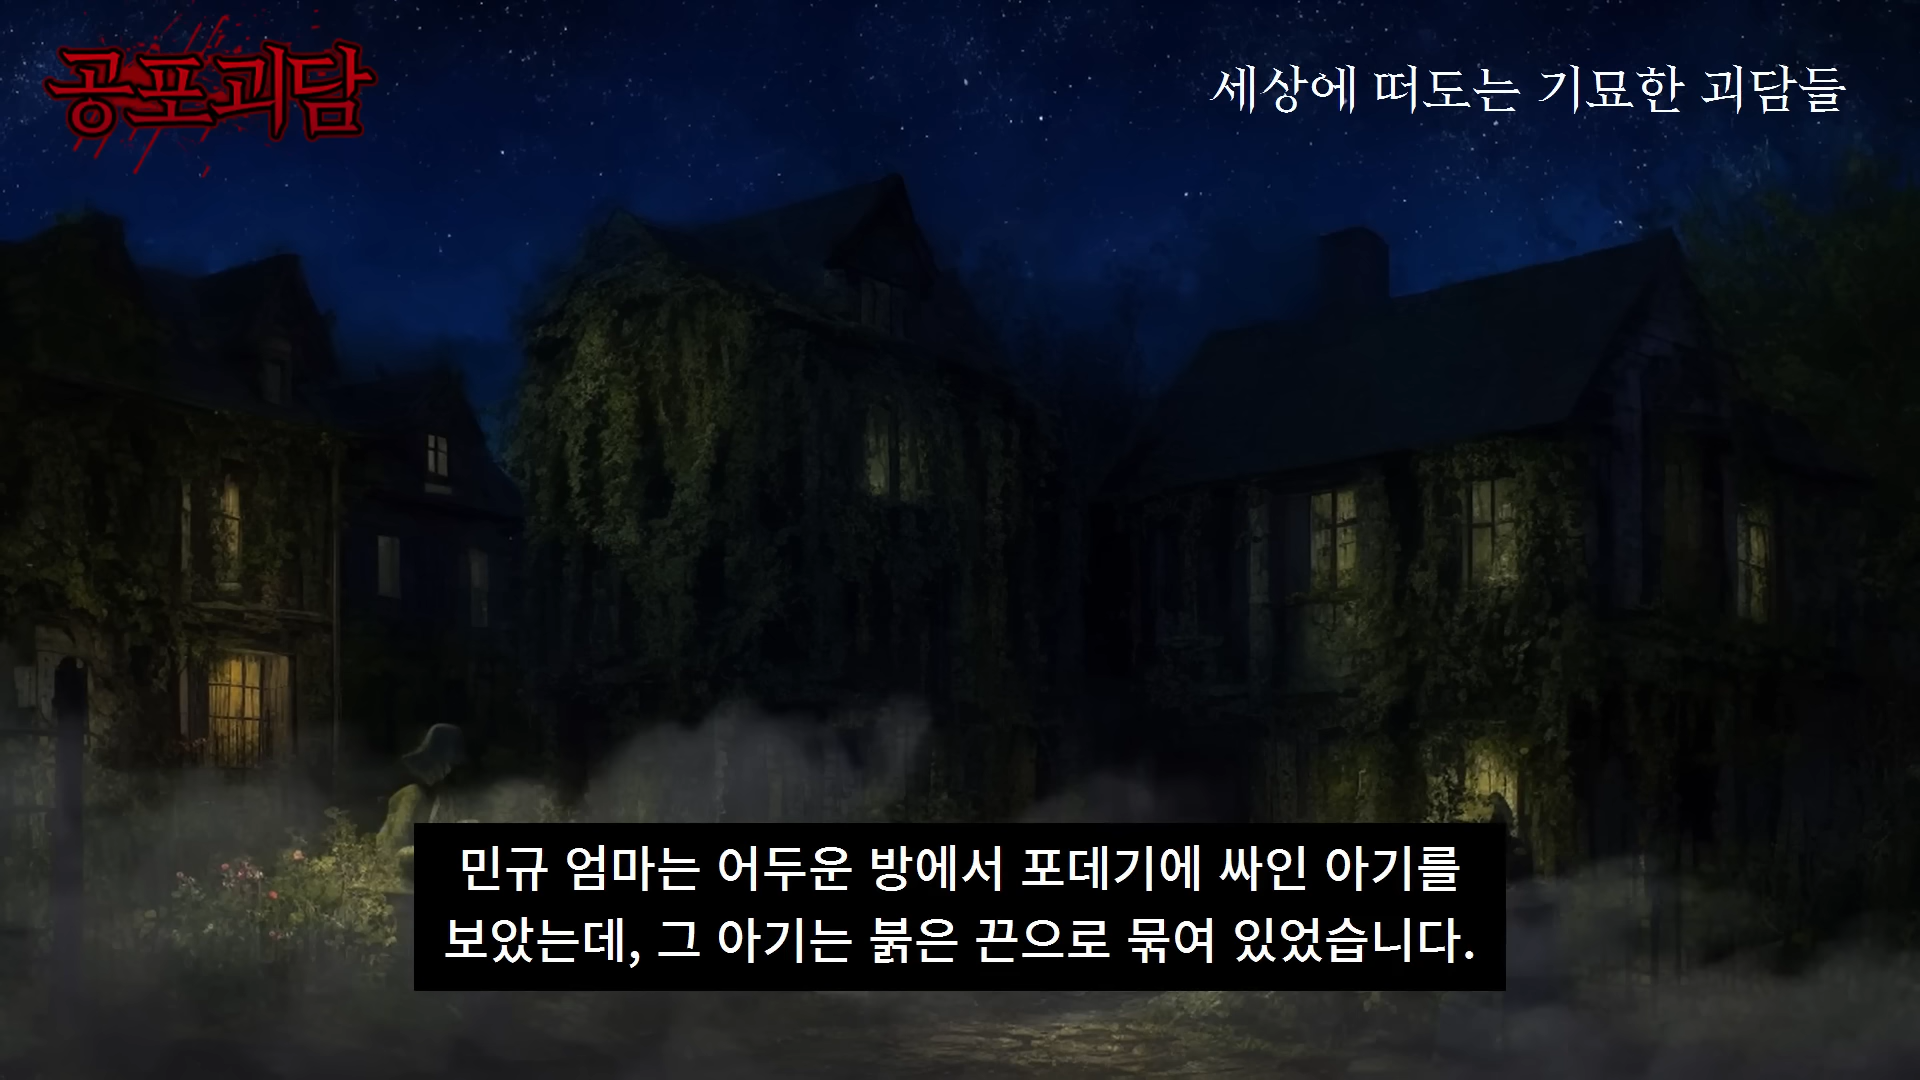 공포괴담
세상에 떠도는 기묘한 괴담들
민규 엄마는 어두운 방에서 포데기에 싸인 아기를
보았는데, 그 아기는 붉은 끈으로 묶여 있었습니다.